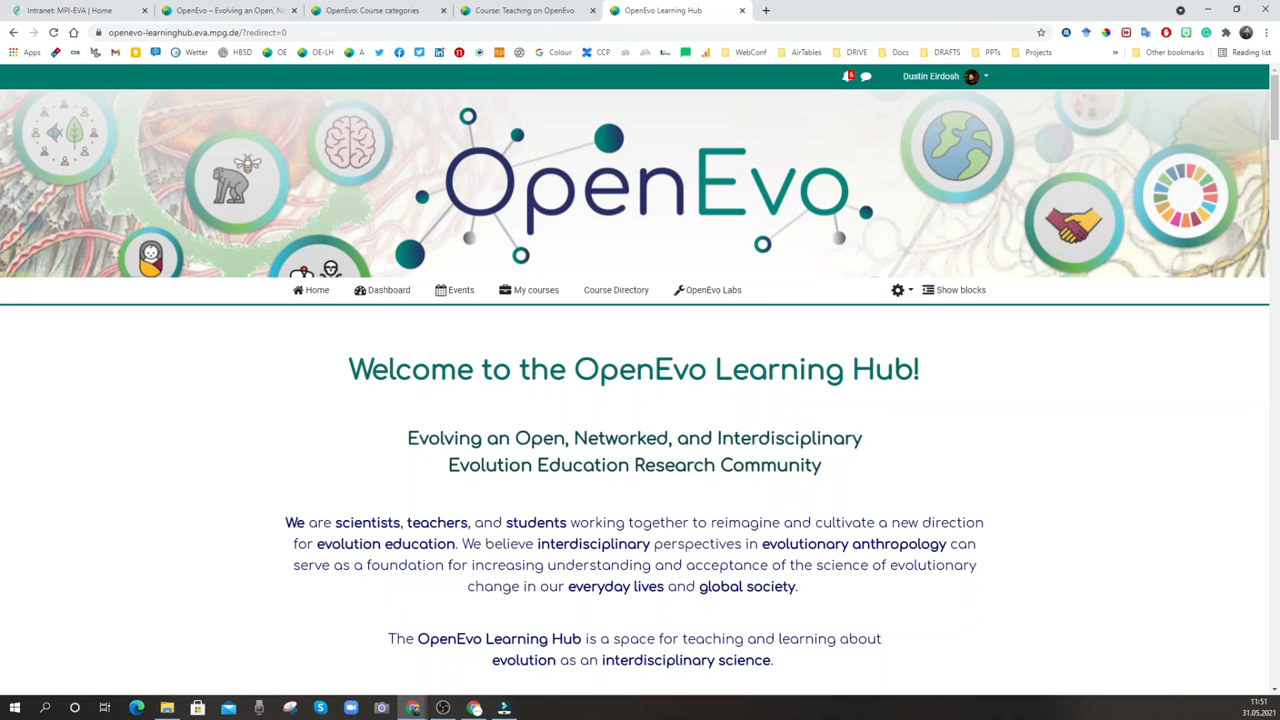 Intranet: MPI-EVA | Home
OpenEvo – Evolving an Open, Ne
OpenEvo: Course categories
Course: Teaching on OpenEvo
OpenEvo Learning Hub
openevo-learninghub.eva.mpg.de/?redirect=0
Apps
Wetter
HBSD
OE
OE-LH
A
Colour
CCP
WebConf
AirTables
DRIVE
Docs
DRAFTS
PPTs
Projects
Other bookmarks
Reading list
6
Dustin Eirdosh
OpenEvo.
Home
Dashboard
Events
My courses
Course Directory
OpenEvo Labs
Show blocks
Welcome to the OpenEvo Learning Hub!
Evolving an Open, Networked, and Interdisciplinary
Evolution Education Research Community
We are scientists, teachers, and students working together to reimagine and cultivate a new direction
for evolution education. We believe interdisciplinary perspectives in evolutionary anthropology can
serve as a foundation for increasing understanding and acceptance of the science of evolutionary
change in our everyday lives and global society.
The OpenEvo Learning Hub is a space for teaching and learning about
evolution as an interdisciplinary science.
11:51
31.05.2021